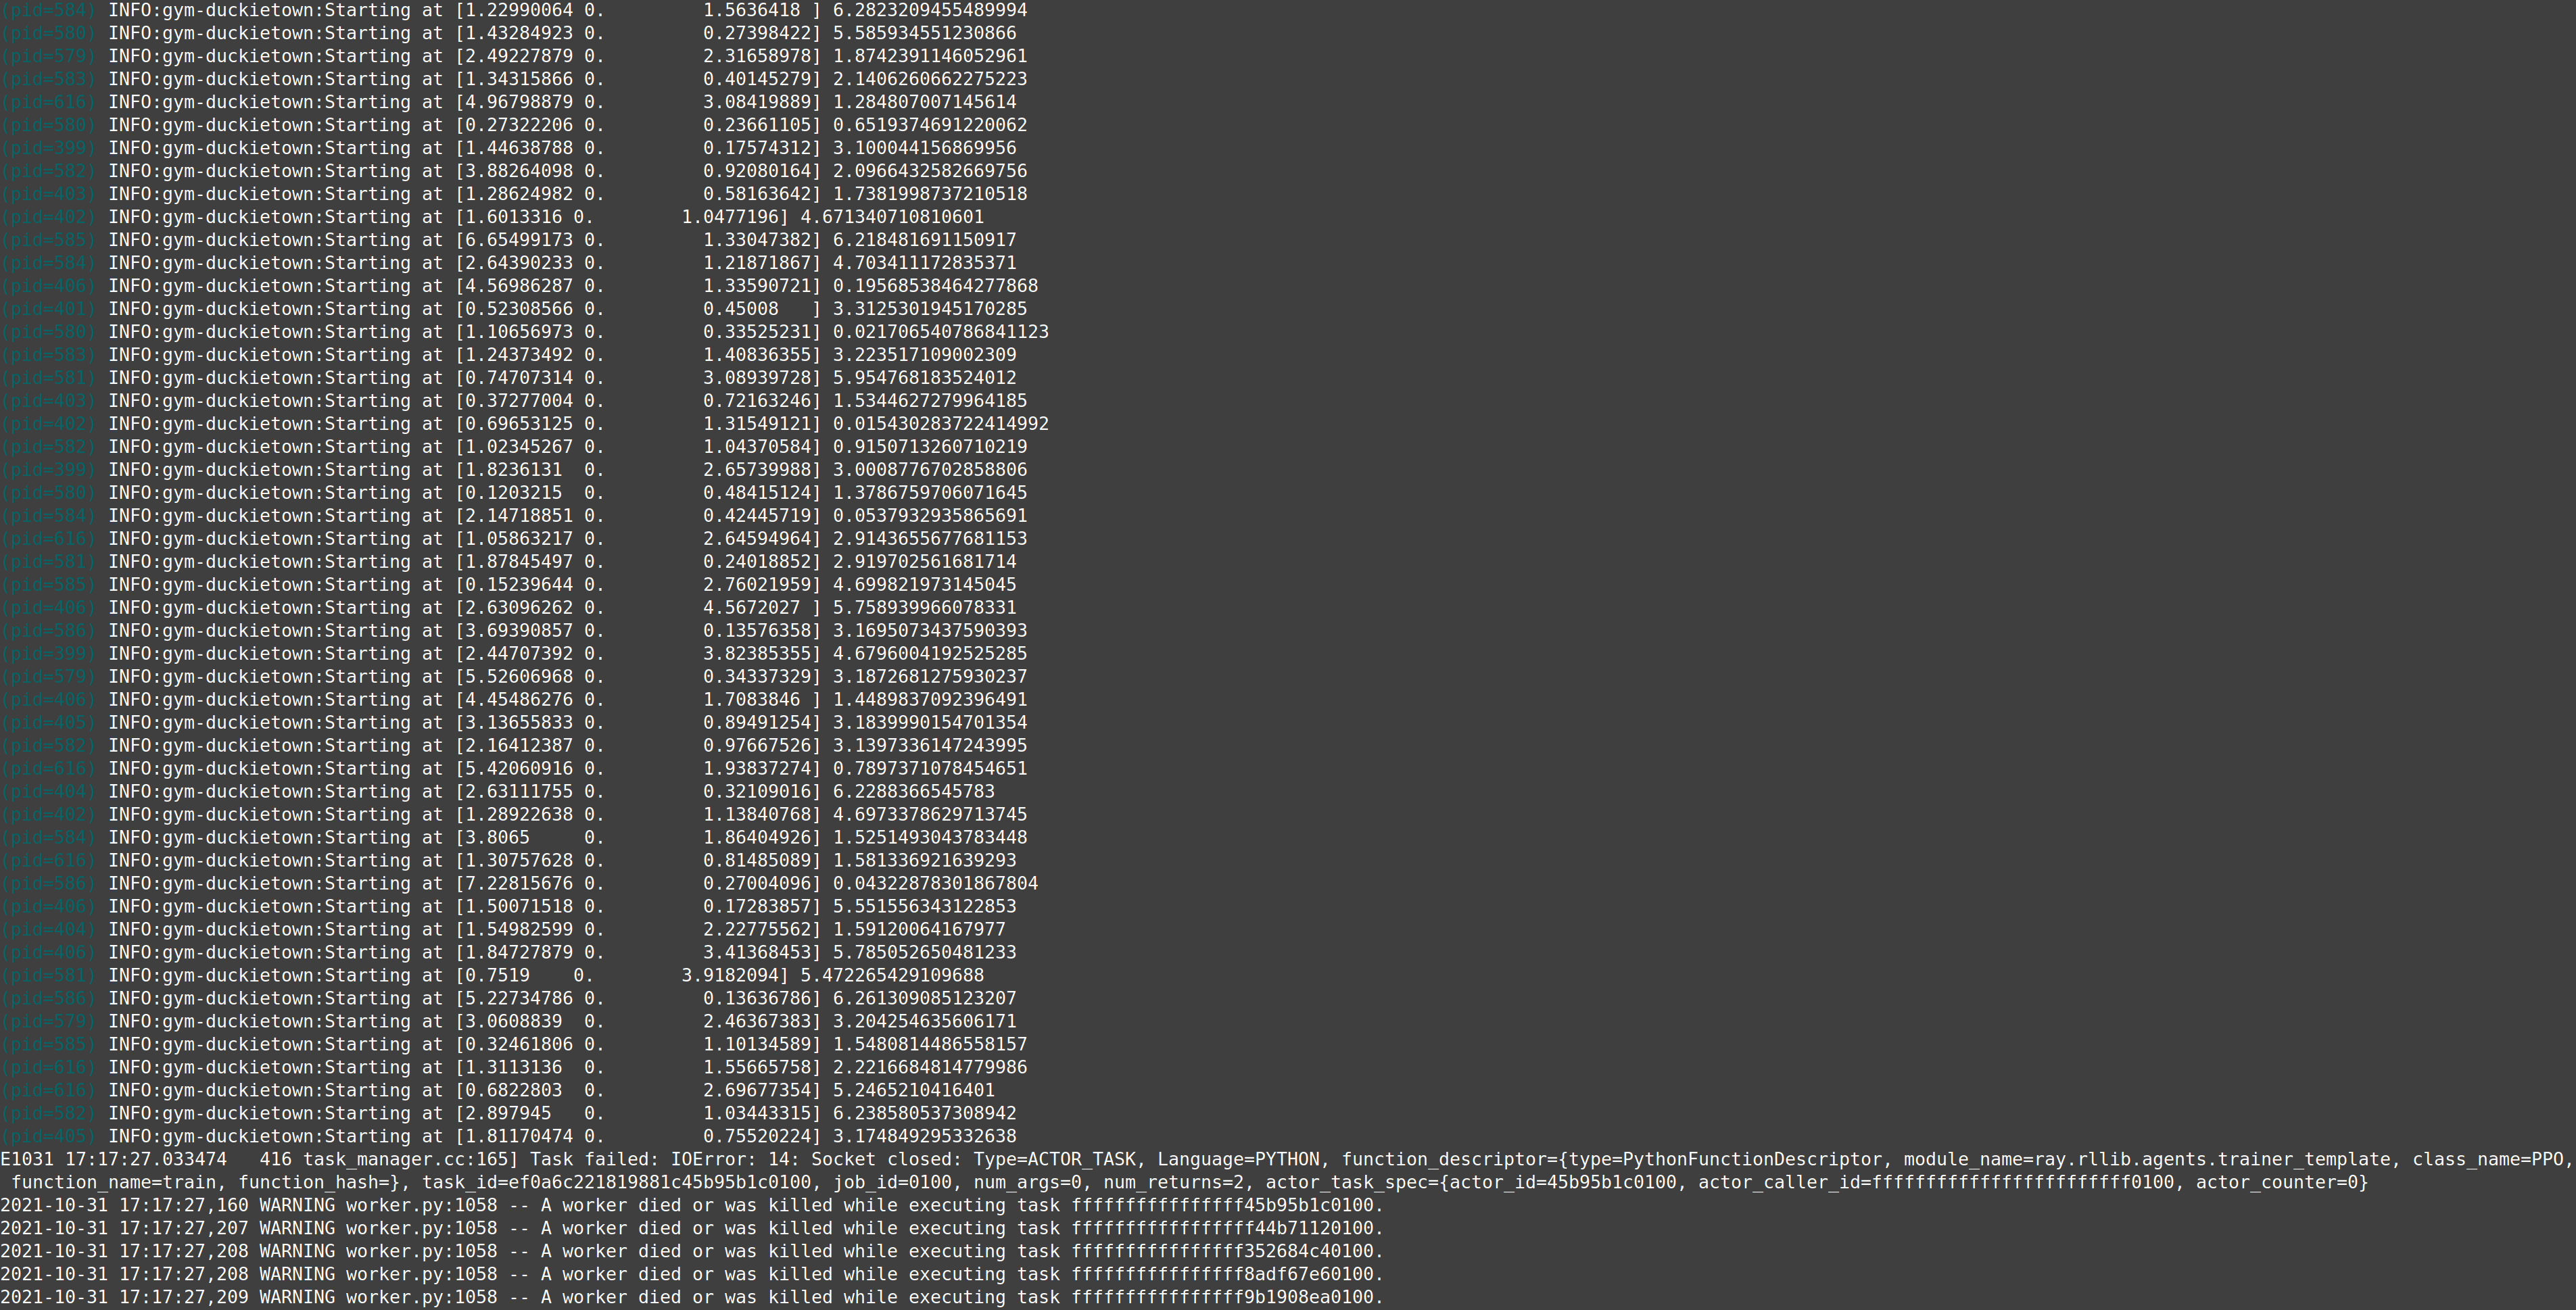 (pid=584) INFO:gym-duckietown:Starting at [1.22990064 0.         1.5636418 ] 6.2823209455489994
(pid=580) INFO:gym-duckietown:Starting at [1.43284923 0.         0.27398422] 5.585934551230866
(pid=579) INFO:gym-duckietown:Starting at [2.49227879 0.         2.31658978] 1.8742391146052961
(pid=583) INFO:gym-duckietown:Starting at [1.34315866 0.         0.40145279] 2.1406260662275223
(pid=616) INFO:gym-duckietown:Starting at [4.96798879 0.         3.08419889] 1.284807007145614
(pid=580) INFO:gym-duckietown:Starting at [0.27322206 0.         0.23661105] 0.6519374691220062
(pid=399) INFO:gym-duckietown:Starting at [1.44638788 0.         0.17574312] 3.100044156869956
(pid=582) INFO:gym-duckietown:Starting at [3.88264098 0.         0.92080164] 2.0966432582669756
(pid=403) INFO:gym-duckietown:Starting at [1.28624982 0.         0.58163642] 1.7381998737210518
(pid=402) INFO:gym-duckietown:Starting at [1.6013316 0.        1.0477196] 4.671340710810601
(pid=585) INFO:gym-duckietown:Starting at [6.65499173 0.         1.33047382] 6.218481691150917
(pid=584) INFO:gym-duckietown:Starting at [2.64390233 0.         1.21871867] 4.703411172835371
(pid=406) INFO:gym-duckietown:Starting at [4.56986287 0.         1.33590721] 0.19568538464277868
(pid=401) INFO:gym-duckietown:Starting at [0.52308566 0.         0.45008   ] 3.3125301945170285
(pid=580) INFO:gym-duckietown:Starting at [1.10656973 0.         0.33525231] 0.021706540786841123
(pid=583) INFO:gym-duckietown:Starting at [1.24373492 0.         1.40836355] 3.223517109002309
(pid=581) INFO:gym-duckietown:Starting at [0.74707314 0.         3.08939728] 5.954768183524012
(pid=403) INFO:gym-duckietown:Starting at [0.37277004 0.         0.72163246] 1.5344627279964185
(pid=402) INFO:gym-duckietown:Starting at [0.69653125 0.         1.31549121] 0.015430283722414992
(pid=582) INFO:gym-duckietown:Starting at [1.02345267 0.         1.04370584] 0.9150713260710219
(pid=399) INFO:gym-duckietown:Starting at [1.8236131  0.         2.65739988] 3.0008776702858806
(pid=580) INFO:gym-duckietown:Starting at [0.1203215  0.         0.48415124] 1.3786759706071645
(pid=584) INFO:gym-duckietown:Starting at [2.14718851 0.         0.42445719] 0.0537932935865691
(pid=616) INFO:gym-duckietown:Starting at [1.05863217 0.         2.64594964] 2.9143655677681153
(pid=581) INFO:gym-duckietown:Starting at [1.87845497 0.         0.24018852] 2.919702561681714
(pid=585) INFO:gym-duckietown:Starting at [0.15239644 0.         2.76021959] 4.699821973145045
(pid=406) INFO:gym-duckietown:Starting at [2.63096262 0.         4.5672027 ] 5.758939966078331
(pid=586) INFO:gym-duckietown:Starting at [3.69390857 0.         0.13576358] 3.1695073437590393
(pid=399) INFO:gym-duckietown:Starting at [2.44707392 0.         3.82385355] 4.6796004192525285
(pid=579) INFO:gym-duckietown:Starting at [5.52606968 0.         0.34337329] 3.1872681275930237
(pid=406) INFO:gym-duckietown:Starting at [4.45486276 0.         1.7083846 ] 1.4489837092396491
(pid=405) INFO:gym-duckietown:Starting at [3.13655833 0.         0.89491254] 3.1839990154701354
(pid=582) INFO:gym-duckietown:Starting at [2.16412387 0.         0.97667526] 3.1397336147243995
(pid=616) INFO:gym-duckietown:Starting at [5.42060916 0.         1.93837274] 0.7897371078454651
(pid=404) INFO:gym-duckietown:Starting at [2.63111755 0.         0.32109016] 6.2288366545783
(pid=402) INFO:gym-duckietown:Starting at [1.28922638 0.         1.13840768] 4.6973378629713745
(pid=584) INFO:gym-duckietown:Starting at [3.8065     0.         1.86404926] 1.5251493043783448
(pid=616) INFO:gym-duckietown:Starting at [1.30757628 0.         0.81485089] 1.581336921639293
(pid=586) INFO:gym-duckietown:Starting at [7.22815676 0.         0.27004096] 0.04322878301867804
(pid=406) INFO:gym-duckietown:Starting at [1.50071518 0.         0.17283857] 5.551556343122853
(pid=404) INFO:gym-duckietown:Starting at [1.54982599 0.         2.22775562] 1.59120064167977
(pid=406) INFO:gym-duckietown:Starting at [1.84727879 0.         3.41368453] 5.785052650481233
(pid=581) INFO:gym-duckietown:Starting at [0.7519    0.        3.9182094] 5.472265429109688
(pid=586) INFO:gym-duckietown:Starting at [5.22734786 0.         0.13636786] 6.261309085123207
(pid=579) INFO:gym-duckietown:Starting at [3.0608839  0.         2.46367383] 3.204254635606171
(pid=585) INFO:gym-duckietown:Starting at [0.32461806 0.         1.10134589] 1.5480814486558157
(pid=616) INFO:gym-duckietown:Starting at [1.3113136  0.         1.55665758] 2.2216684814779986
(pid=616) INFO:gym-duckietown:Starting at [0.6822803  0.         2.69677354] 5.2465210416401
(pid=582) INFO:gym-duckietown:Starting at [2.897945   0.         1.03443315] 6.238580537308942
(pid=405) INFO:gym-duckietown:Starting at [1.81170474 0.         0.75520224] 3.174849295332638
E1031 17:17:27.033474   416 task_manager.cc:165] Task failed: IOError: 14: Socket closed: Type=ACTOR_TASK, Language=PYTHON, function_descriptor={type=PythonFunctionDescriptor, module_name=ray.rllib.agents.trainer_template, class_name=PPO,
 function_name=train, function_hash=}, task_id=ef0a6c221819881c45b95b1c0100, job_id=0100, num_args=0, num_returns=2, actor_task_spec={actor_id=45b95b1c0100, actor_caller_id=ffffffffffffffffffffffff0100, actor_counter=0}
2021-10-31 17:17:27,160 WARNING worker.py:1058 -- A worker died or was killed while executing task ffffffffffffffff45b95b1c0100.
2021-10-31 17:17:27,207 WARNING worker.py:1058 -- A worker died or was killed while executing task ffffffffffffffff44b71120100.
2021-10-31 17:17:27,208 WARNING worker.py:1058 -- A worker died or was killed while executing task ffffffffffffffff352684c40100.
2021-10-31 17:17:27,208 WARNING worker.py:1058 -- A worker died or was killed while executing task ffffffffffffffff8adf67e60100.
2021-10-31 17:17:27,209 WARNING worker.py:1058 -- A worker died or was killed while executing task ffffffffffffffff9b1908ea0100.